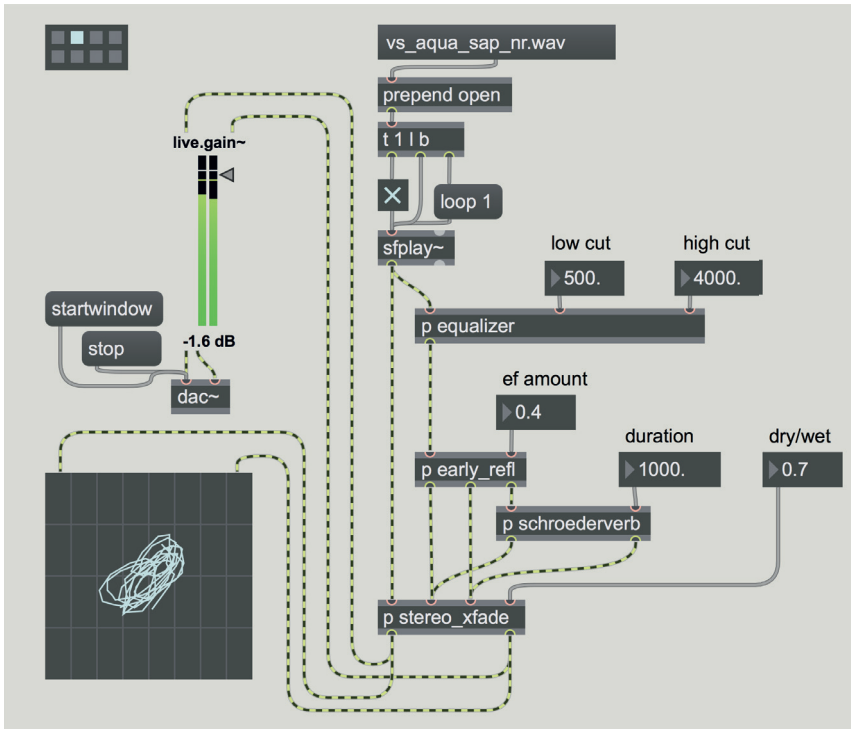 vs_aqua_sap_nr.wav
prepend open
t 1 l b
live.gain~
loop 1
sfplay~
low cut
high cut
500.
4000.
startwindow
p equalizer
stop
-1.6 dB
ef amount
dac~
0.4
duration
dry/wet
p early_refl
1000.
0.7
p schroederverb
p stereo_xfade